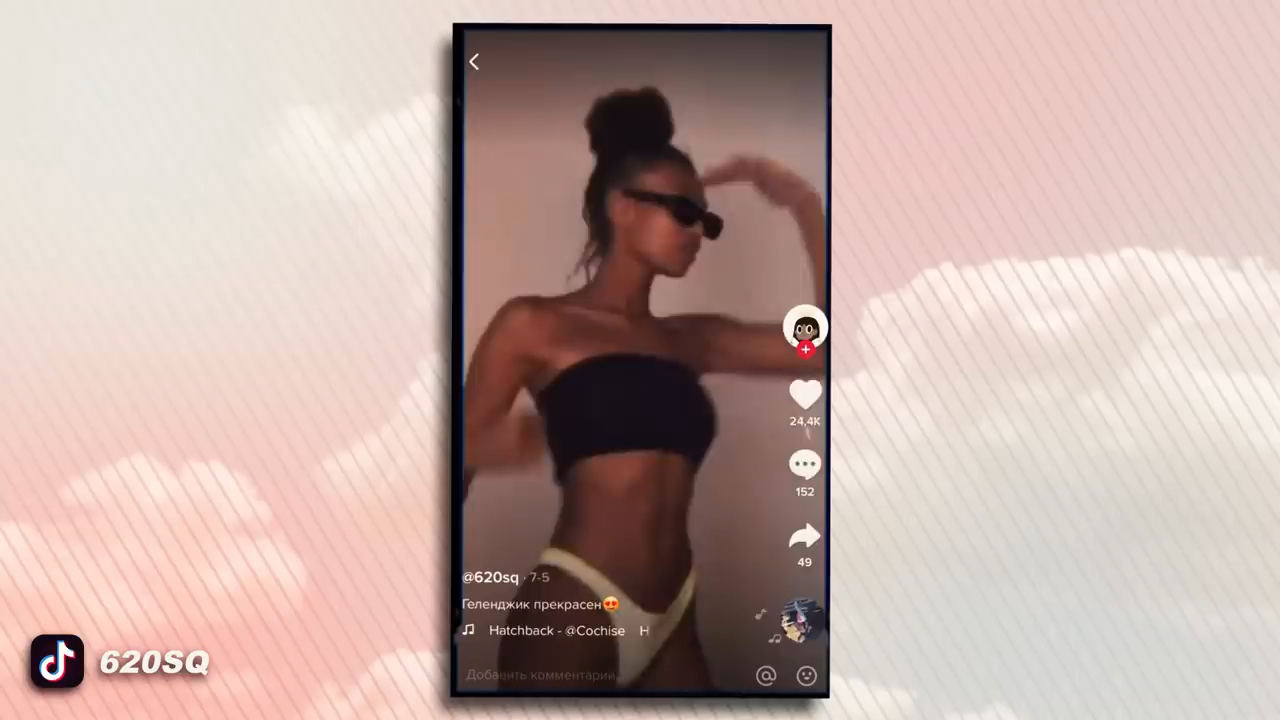 24,4K
152
49
@620sq · 7-5
Геленджик прекрасен😍
Hatchback - @Cochise H
Добавить комментарий...
620SQ